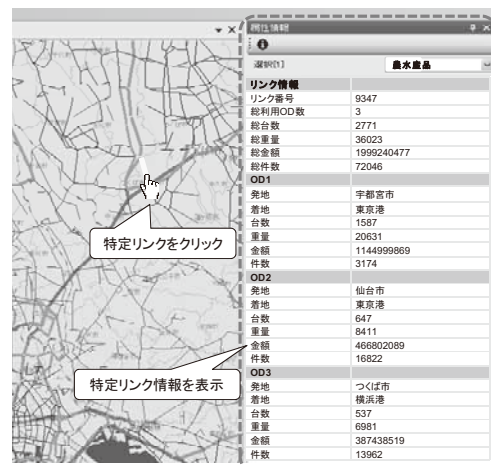 属性情報
選択[1] 農水産品
リンク情報
リンク番号 9347
総利用OD数 3
総台数 2771
総重量 36023
総金額 1999240477
総件数 72046
OD1
発地 宇都宮市
着地 東京港
台数 1587
重量 20631
金額 1144999869
件数 3174
OD2
発地 仙台市
着地 東京港
台数 647
重量 8411
金額 466802089
件数 16822
OD3
発地 つくば市
着地 横浜港
台数 537
重量 6981
金額 387438519
件数 13962
特定リンクをクリック
特定リンク情報を表示